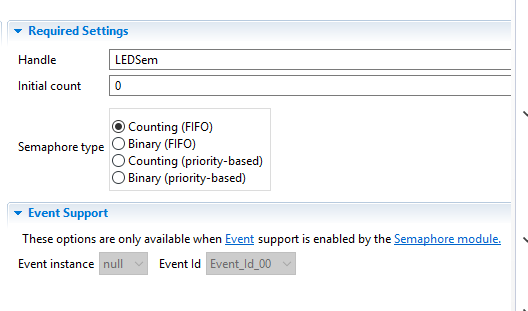 Required Settings
Handle LEDSem
Initial count 0
Semaphore type
Counting (FIFO)
Binary (FIFO)
Counting (priority-based)
Binary (priority-based)
Event Support
These options are only available when Event support is enabled by the Semaphore module.
Event instance null Event Id Event_Id_00